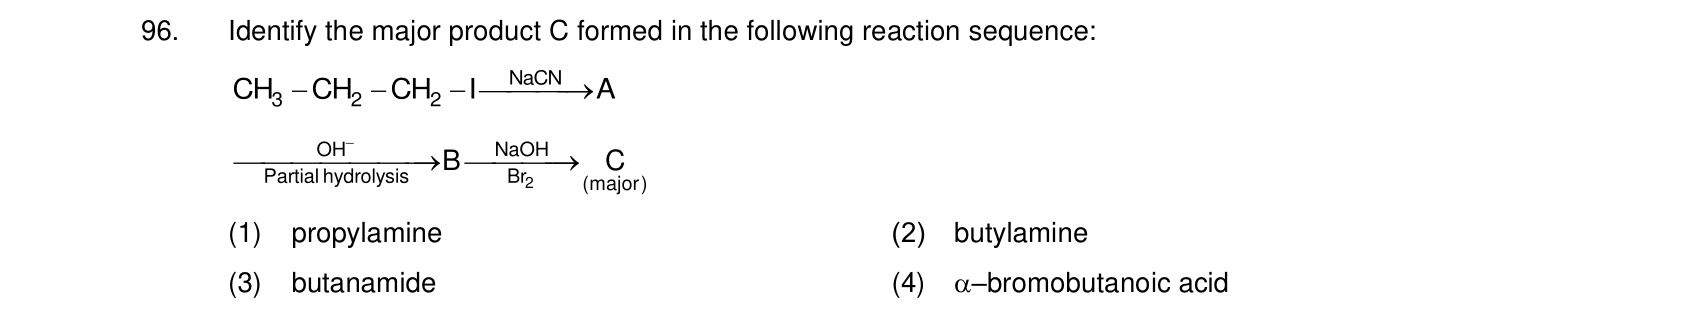 96. Identify the major product C formed in the following reaction sequence:
CH₃ – CH₂ – CH₂ – I —NaCN→ A
—OH⁻ Partial hydrolysis→ B —NaOH Br₂→ C (major)
(1) propylamine (2) butylamine
(3) butanamide (4) α–bromobutanoic acid